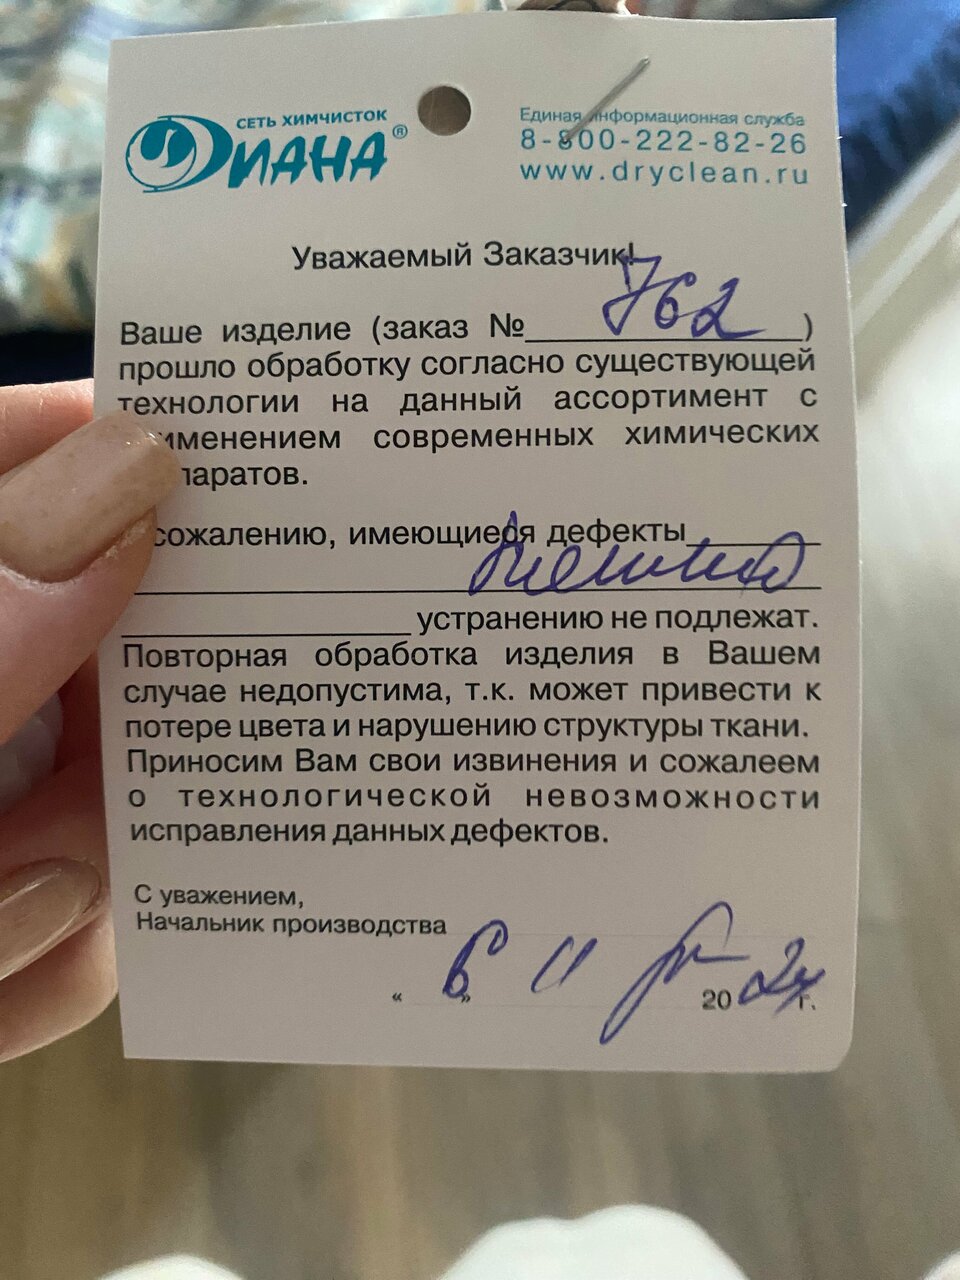 СЕТЬ ХИМЧИСТОК
ДИАНА®
Единая информационная служба
8-800-222-82-26
www.dryclean.ru
Уважаемый Заказчик!
Ваше изделие (заказ № 762)
прошло обработку согласно существующей
технологии на данный ассортимент с
именением современных химических
паратов.
сожалению, имеющиеся дефекты
устранению не подлежат.
Повторная обработка изделия в Вашем
случае недопустима, т.к. может привести к
потере цвета и нарушению структуры ткани.
Приносим Вам свои извинения и сожалеем
о технологической невозможности
исправления данных дефектов.
С уважением,
Начальник производства
« 6 » 11 2024 г.